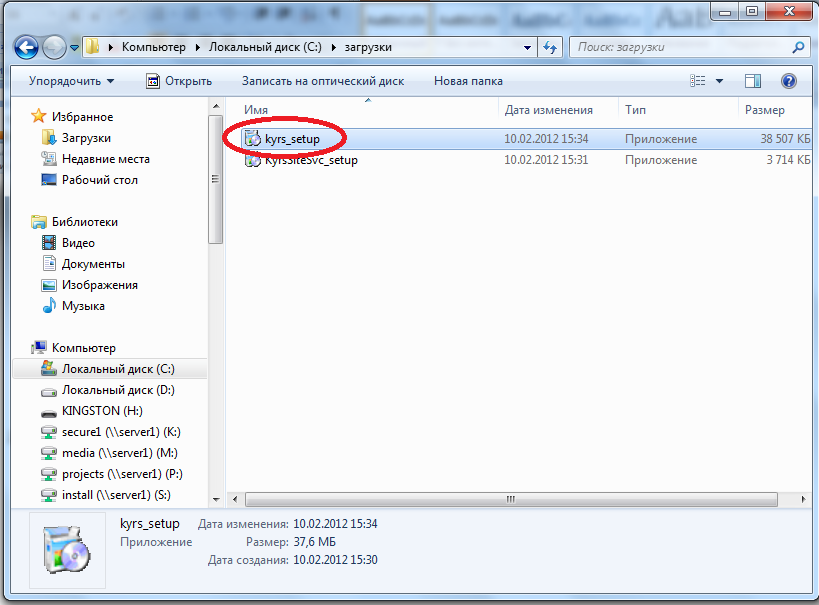 Компьютер Локальный диск (C:) загрузки Поиск: загрузки
Упорядочить Открыть Записать на оптический диск Новая папка
Имя Дата изменения Тип Размер
kyrs_setup 10.02.2012 15:34 Приложение 38 507 КБ
KyrsSiteSvc_setup 10.02.2012 15:31 Приложение 3 714 КБ
Избранное
Загрузки
Недавние места
Рабочий стол
Библиотеки
Видео
Документы
Изображения
Музыка
Компьютер
Локальный диск (C:)
Локальный диск (D:)
KINGSTON (H:)
secure1 (\\server1) (K:)
media (\\server1) (M:)
projects (\\server1) (P:)
install (\\server1) (S:)
kyrs_setup Дата изменения: 10.02.2012 15:34
Приложение Размер: 37,6 МБ
Дата создания: 10.02.2012 15:30